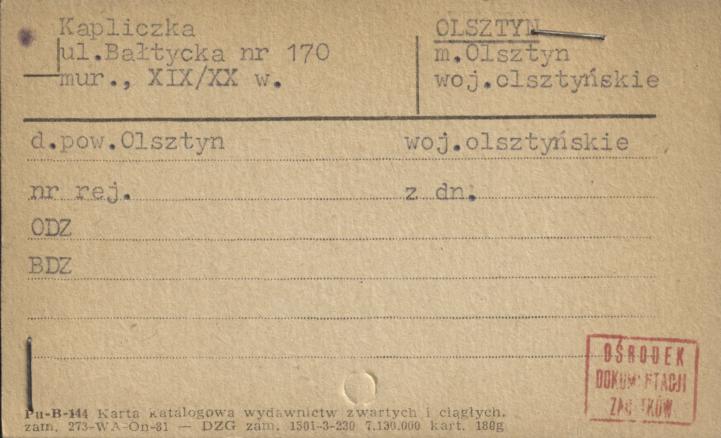 Kapliczka
ul.Bałtycka nr 170
mur., XIX/XX w.
OLSZTYN
m.Olsztyn
woj.olsztyńskie
d.pow.Olsztyn woj.olsztyńskie
nr rej. z dn.
ODZ
BDZ
OŚRODEK
DOKUMENTACJI
ZABYTKÓW
Pu-B-144 Karta katalogowa wydawnictw zwartych i ciągłych.
zam. 273-WA-On-81 — DZG zam. 1501-3-230 7.130.000 kart. 180g